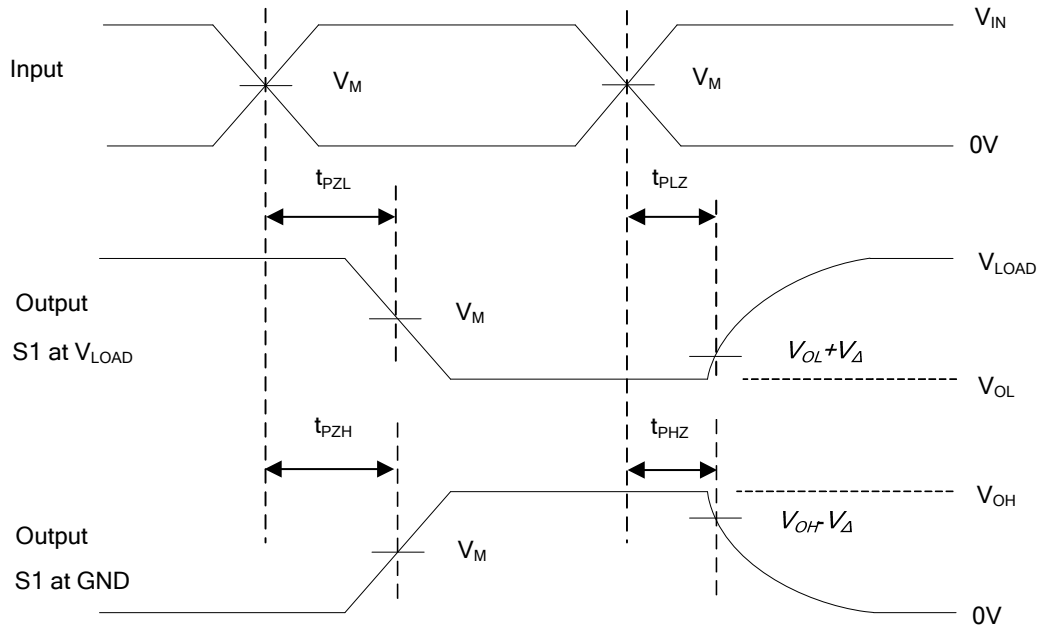 V_IN
Input
V_M V_M
0V
t_PZL t_PLZ
V_LOAD
Output
V_M
S1 at V_LOAD
V_OL+V_Δ
V_OL
t_PZH t_PHZ
V_OH
V_OH-V_Δ
Output
V_M
S1 at GND
0V